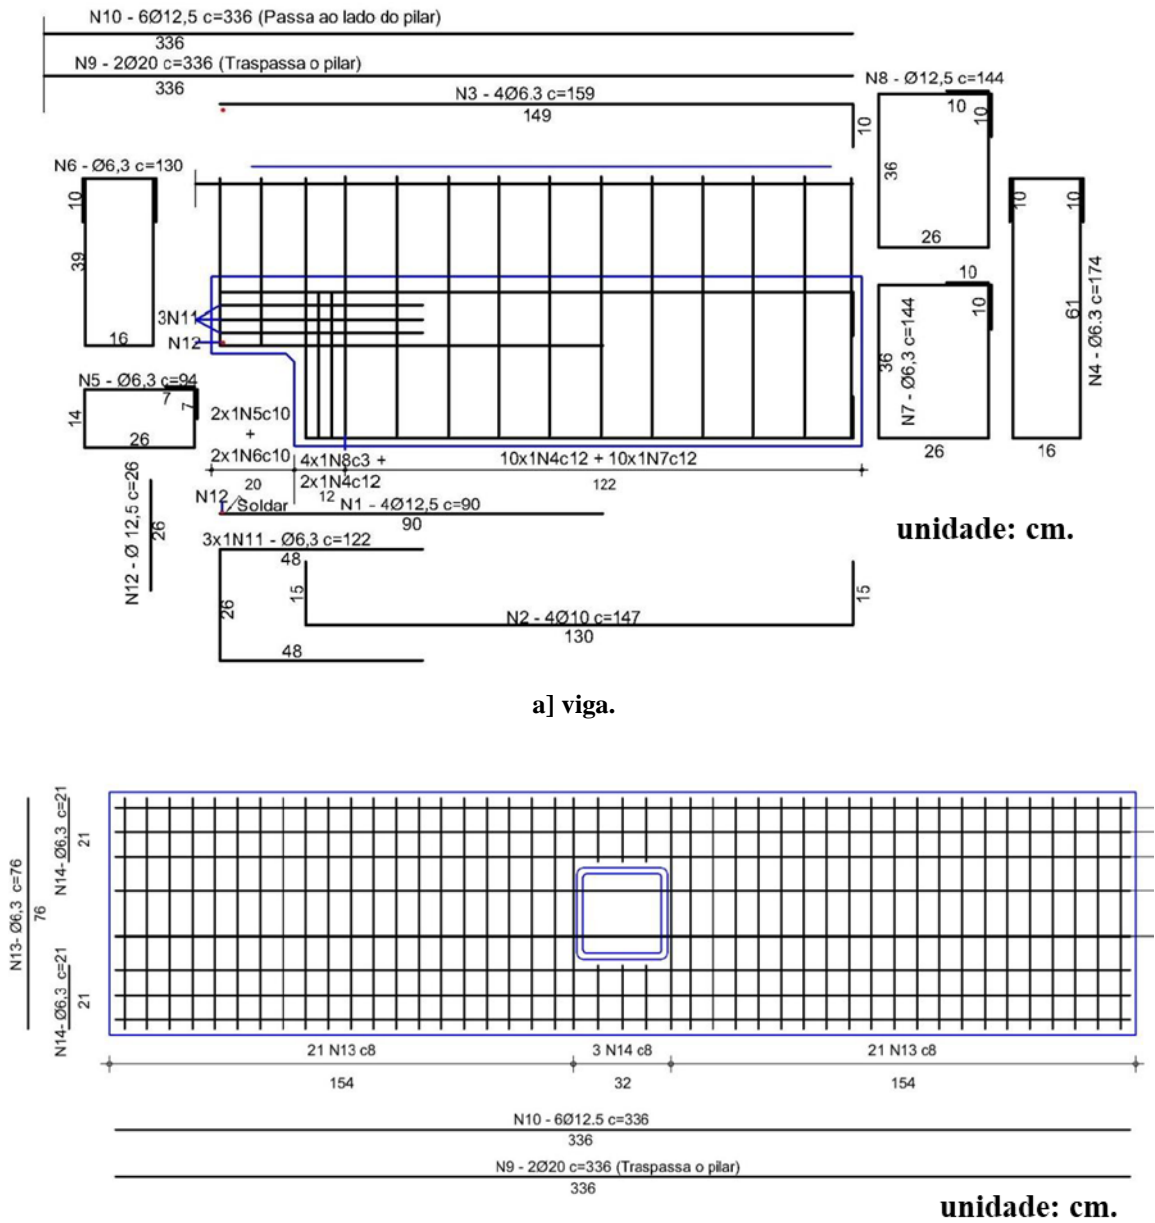 N10 - 6Ø12,5 c=336 (Passa ao lado do pilar)
336
N9 - 2Ø20 c=336 (Traspassa o pilar)
336
N3 - 4Ø6.3 c=159
149
10
N8 - Ø12,5 c=144
10
10
36
26
N6 - Ø6,3 c=130
10
39
16
10
10
61
N4 - Ø6.3 c=174
16
3N11
N12
10
10
36
N7 - Ø6,3 c=144
26
N5 - Ø6,3 c=94
7
7
14
26
2x1N5c10
+
2x1N6c10
4x1N8c3 +
2x1N4c12
10x1N4c12 + 10x1N7c12
20
12
122
N12
Soldar
N1 - 4Ø12,5 c=90
90
N12 - Ø 12,5 c=26
26
unidade: cm.
3x1N11 - Ø6,3 c=122
48
26
48
15
N2 - 4Ø10 c=147
130
15
a] viga.
N13- Ø6,3 c=76
76
N14- Ø6,3 c=21
21
N14- Ø6,3 c=21
21
21 N13 c8
3 N14 c8
21 N13 c8
154
32
154
N10 - 6Ø12.5 c=336
336
N9 - 2Ø20 c=336 (Traspassa o pilar)
336
unidade: cm.